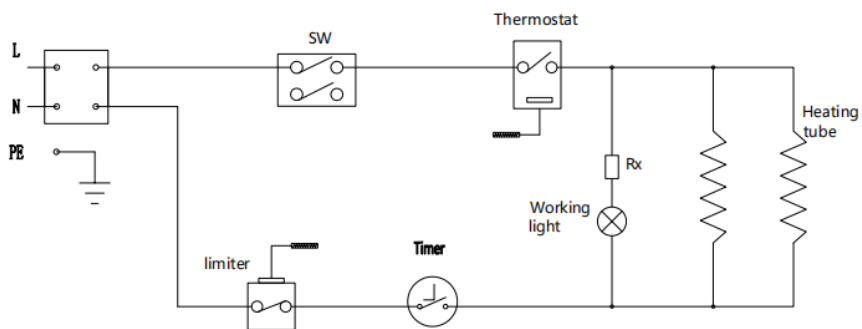 Thermostat
SW
L
N
PE
Heating
tube
Rx
Working
light
limiter
Timer